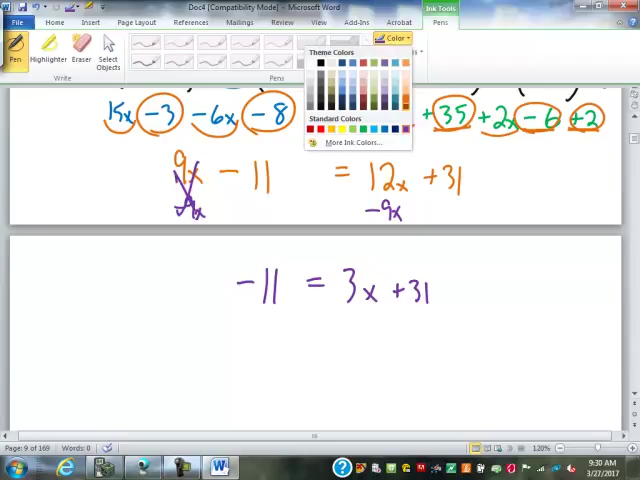 Doc4 [Compatibility Mode] - Microsoft Word
Ink Tools
File Home Insert Page Layout References Mailings Review View Add-Ins Acrobat Pens
Pen Highlighter Eraser Select Objects
Color
Write Pens
Theme Colors
Standard Colors
More Ink Colors...
15x -3 -6x -8 +35 +2x -6 +2
9x - 11 = 12x +31
-9x -9x
-11 = 3x +31
Page: 9 of 169 Words: 0 120%
9:30 AM
3/27/2017